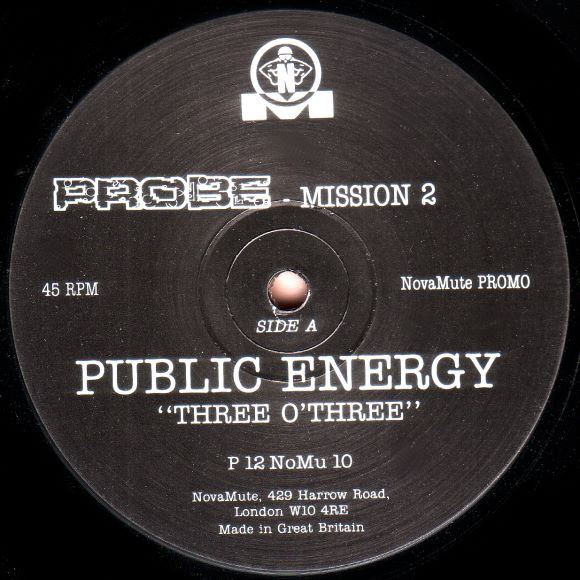 N
M
PROBE - MISSION 2
45 RPM
NovaMute PROMO
SIDE A
PUBLIC ENERGY
“THREE O’THREE”
P 12 NoMu 10
NovaMute, 429 Harrow Road,
London W10 4RE
Made in Great Britain